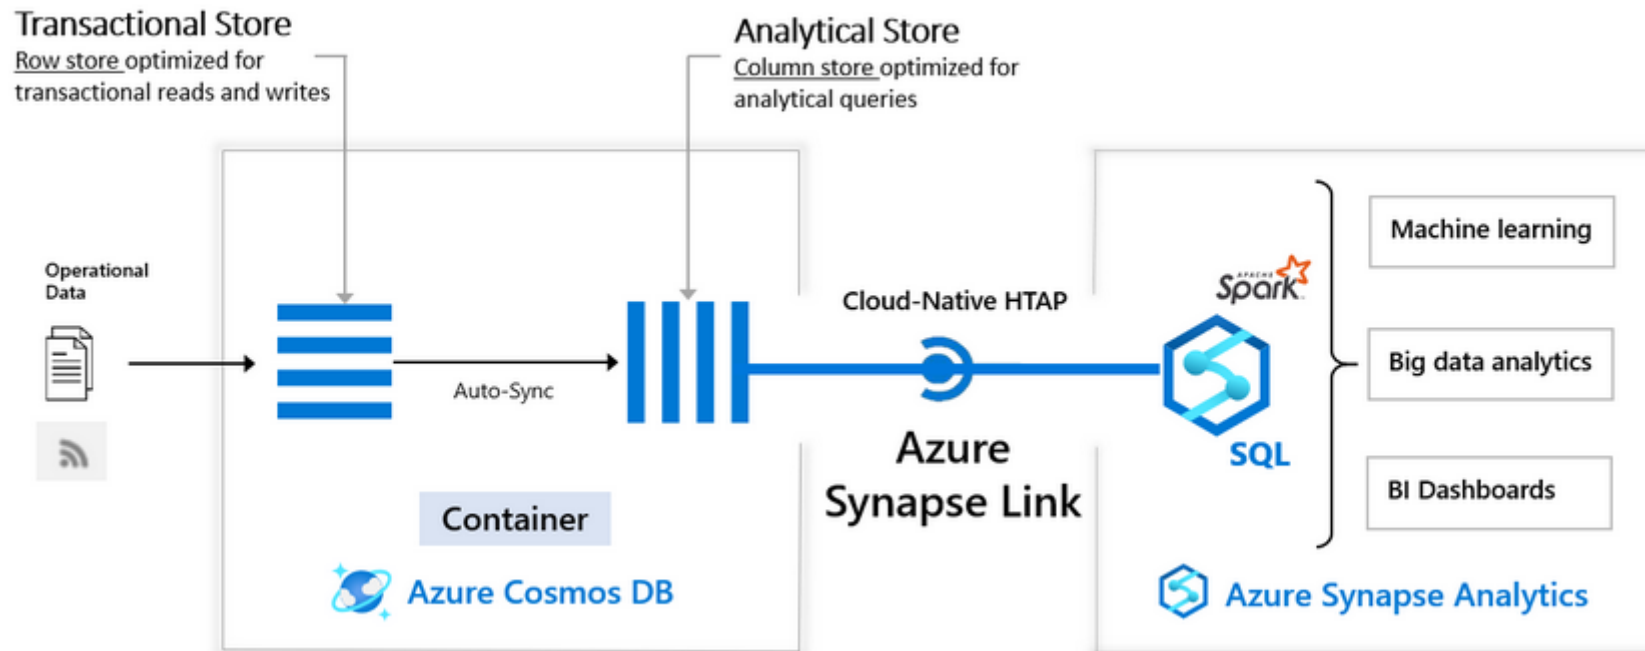 Transactional Store
Row store optimized for
transactional reads and writes
Analytical Store
Column store optimized for
analytical queries
Operational
Data
Auto-Sync
Container
Azure Cosmos DB
Cloud-Native HTAP
Azure
Synapse Link
APACHE
Spark
SQL
Machine learning
Big data analytics
BI Dashboards
Azure Synapse Analytics